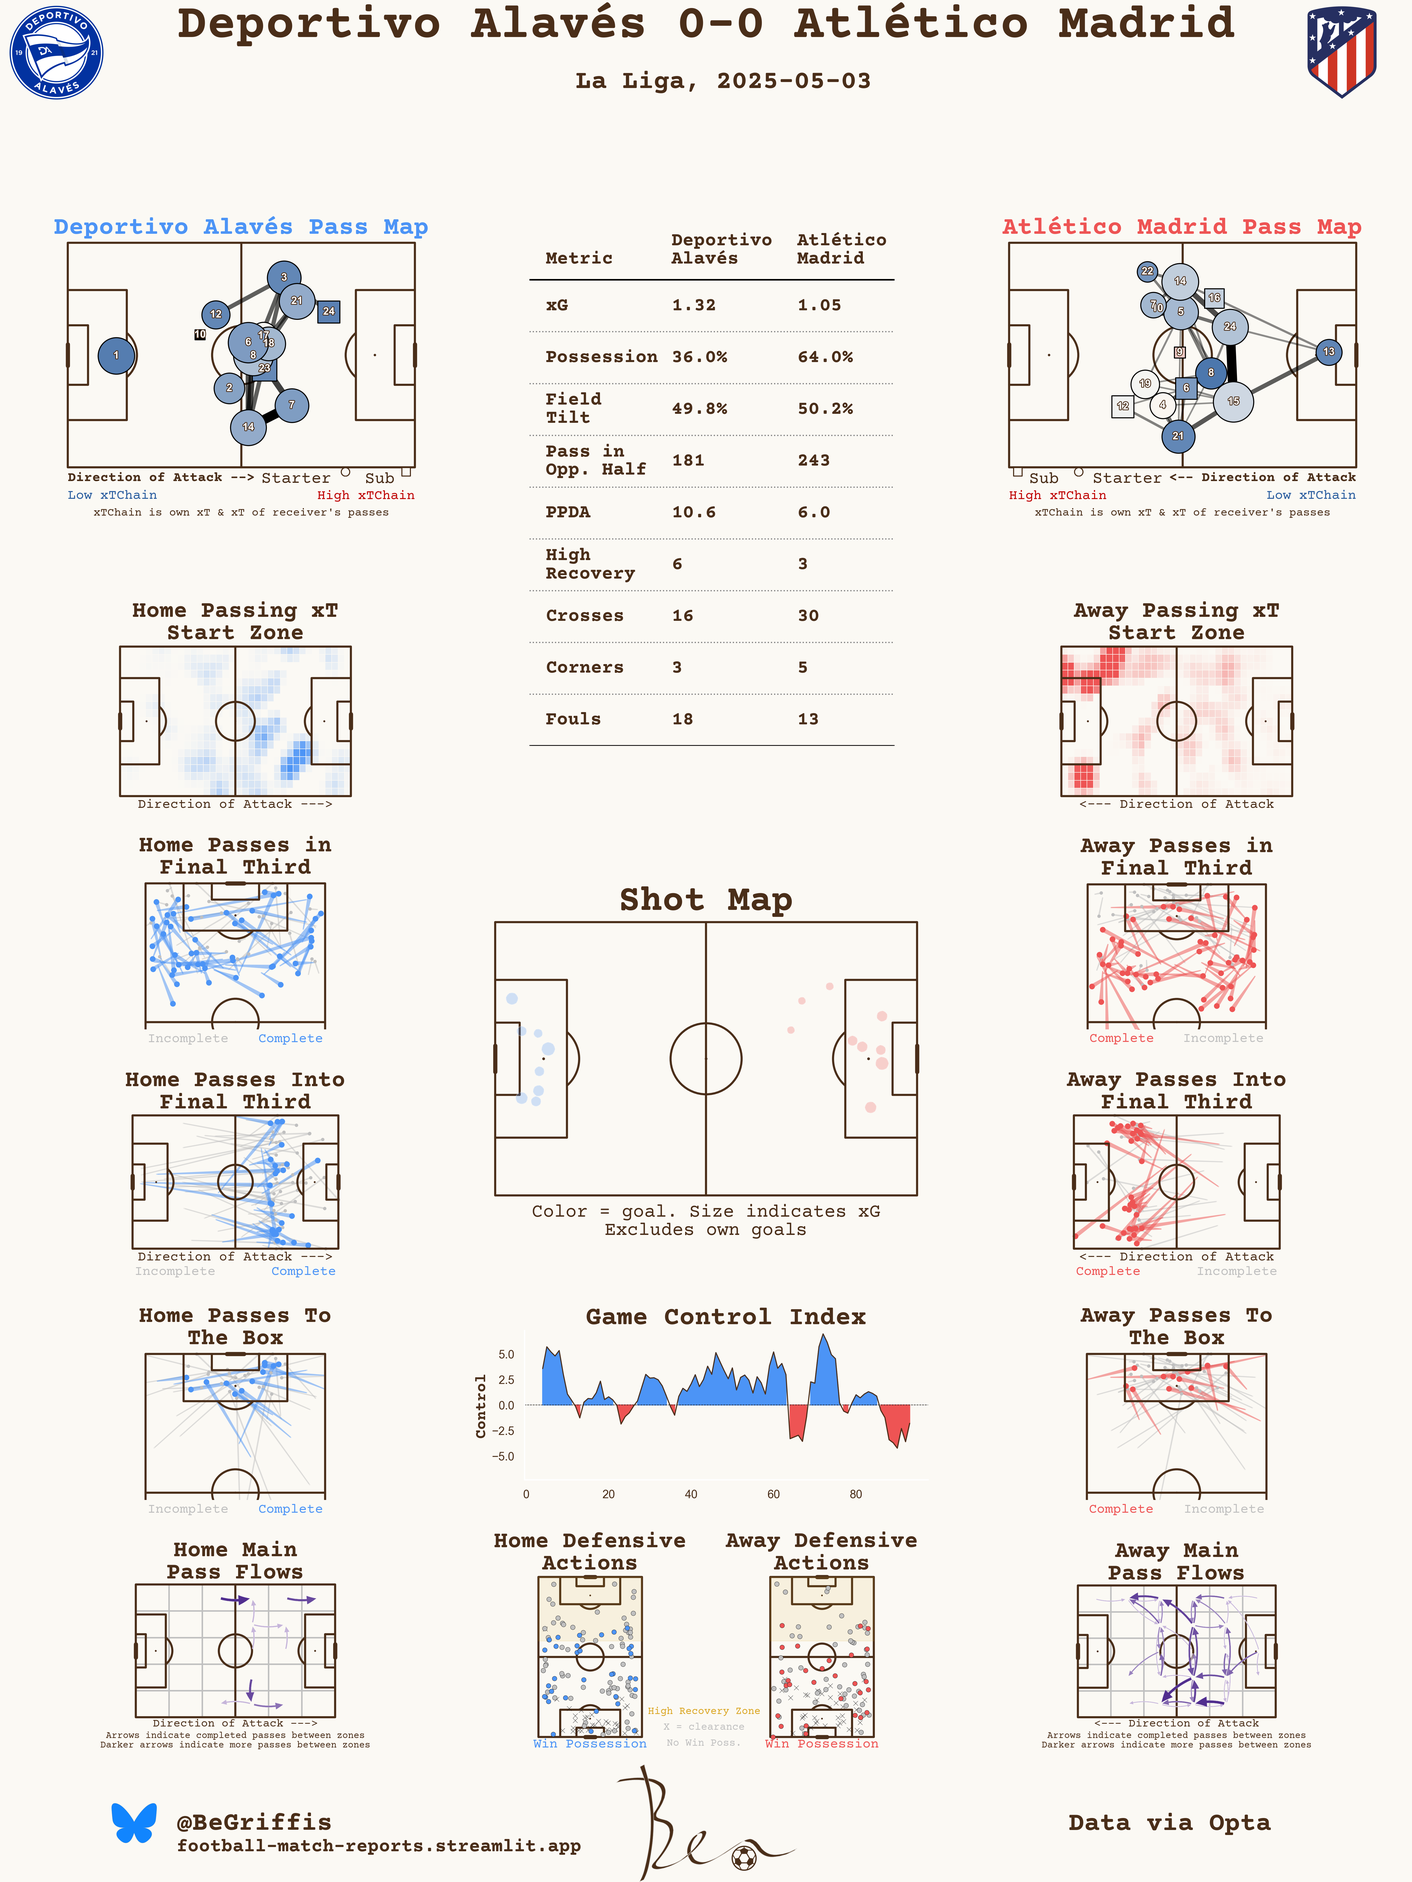 Deportivo Alavés 0-0 Atlético Madrid
La Liga, 2025-05-03
DEPORTIVO
19 21
ALAVÉS
Deportivo Alavés Pass Map
3
21
24
12
10
17
6
18
8
23
1
2
7
14
Direction of Attack --> Starter Sub
Low xTChain High xTChain
xTChain is own xT & xT of receiver's passes
Metric
Deportivo
Alavés
Atlético
Madrid
xG 1.32 1.05
Possession 36.0% 64.0%
Field
Tilt
49.8% 50.2%
Pass in
Opp. Half
181 243
PPDA 10.6 6.0
High
Recovery
6 3
Crosses 16 30
Corners 3 5
Fouls 18 13
Atlético Madrid Pass Map
22
14
7
10
16
5
24
9
13
8
19
6
12
4
15
21
Sub Starter <-- Direction of Attack
High xTChain Low xTChain
xTChain is own xT & xT of receiver's passes
Home Passing xT
Start Zone
Direction of Attack --->
Away Passing xT
Start Zone
<--- Direction of Attack
Home Passes in
Final Third
Incomplete Complete
Away Passes in
Final Third
Complete Incomplete
Shot Map
Color = goal. Size indicates xG
Excludes own goals
Home Passes Into
Final Third
Direction of Attack --->
Incomplete Complete
Away Passes Into
Final Third
<--- Direction of Attack
Complete Incomplete
Home Passes To
The Box
Incomplete Complete
Game Control Index
Control
5.0
2.5
0.0
−2.5
−5.0
0 20 40 60 80
Away Passes To
The Box
Complete Incomplete
Home Main
Pass Flows
Direction of Attack --->
Arrows indicate completed passes between zones
Darker arrows indicate more passes between zones
Home Defensive
Actions
Win Possession
High Recovery Zone
X = clearance
No Win Poss.
Away Defensive
Actions
Win Possession
Away Main
Pass Flows
<--- Direction of Attack
Arrows indicate completed passes between zones
Darker arrows indicate more passes between zones
@BeGriffis
football-match-reports.streamlit.app
Ben
Data via Opta